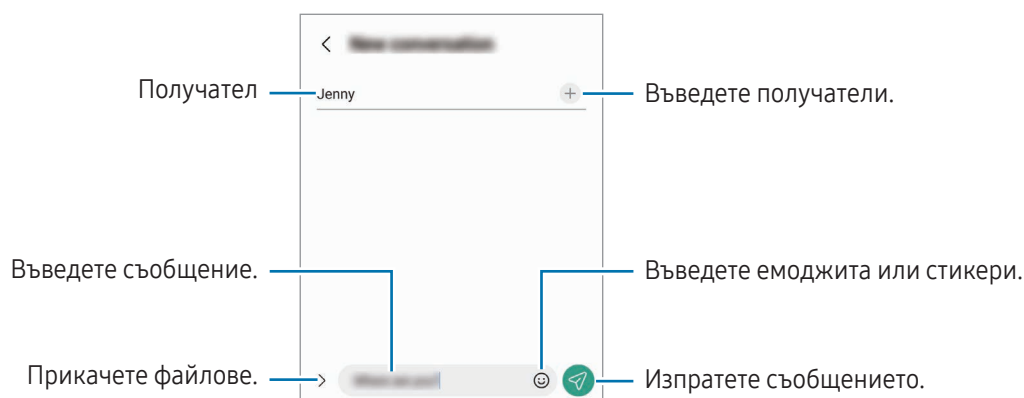 Получател
Jenny
Въведете получатели.
Въведете съобщение.
Въведете емоджита или стикери.
Прикачете файлове.
Изпратете съобщението.